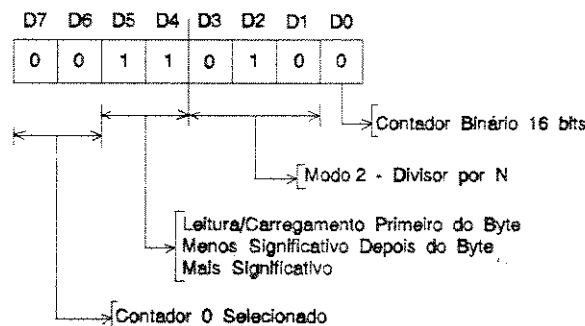 D7 D6 D5 D4 D3 D2 D1 D0
0 0 1 1 0 1 0 0
Contador Binário 16 bits
Modo 2 - Divisor por N
Leitura/Carregamento Primeiro do Byte
Menos Significativo Depois do Byte
Mais Significativo
Contador 0 Selecionado